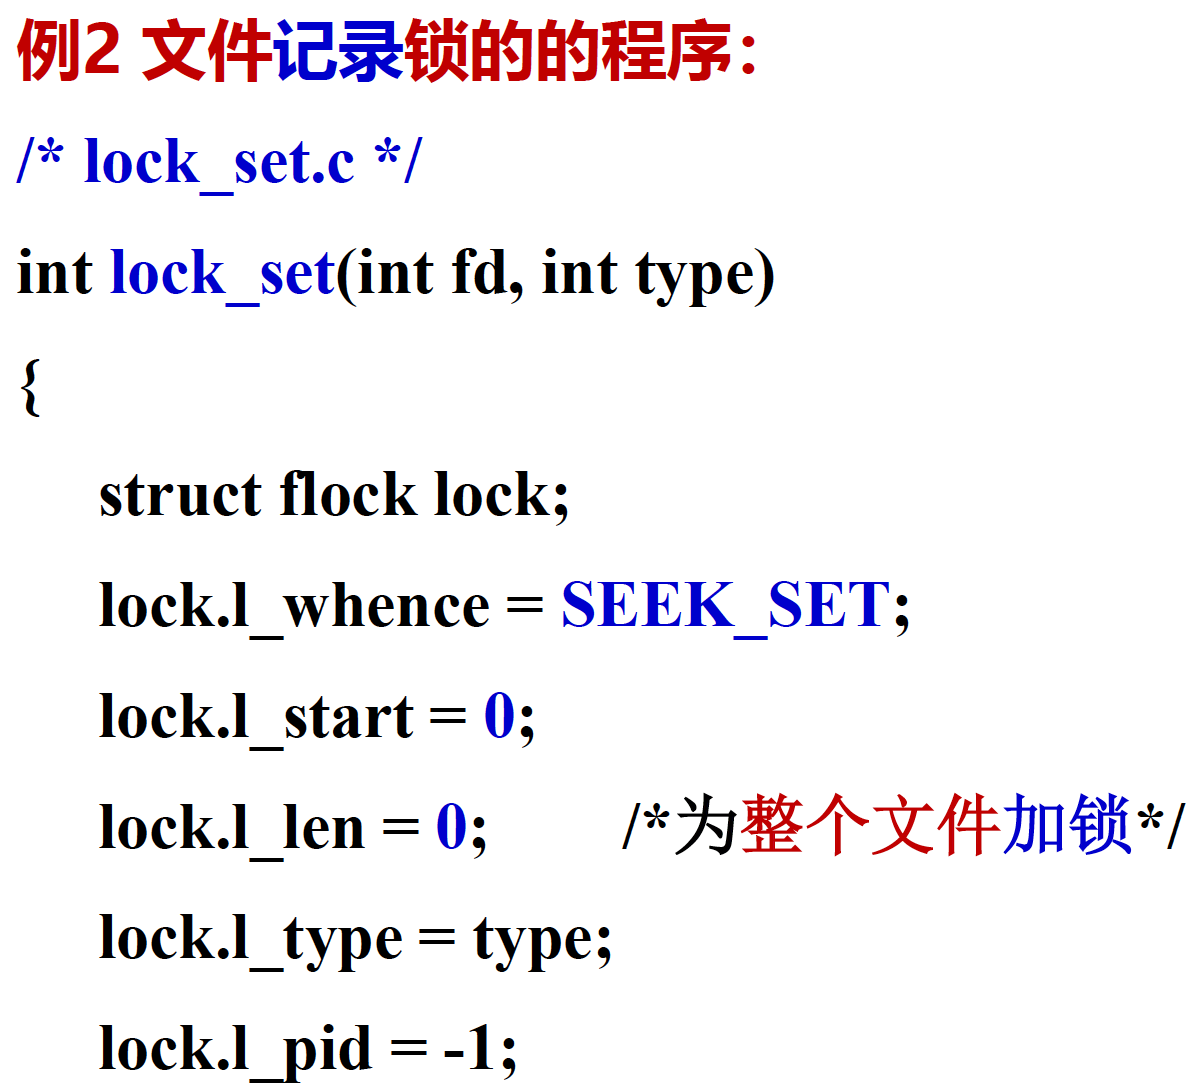 例2 文件记录锁的的程序：
/* lock_set.c */
int lock_set(int fd, int type)
{
struct flock lock;
lock.l_whence = SEEK_SET;
lock.l_start = 0;
lock.l_len = 0; /*为整个文件加锁*/
lock.l_type = type;
lock.l_pid = -1;